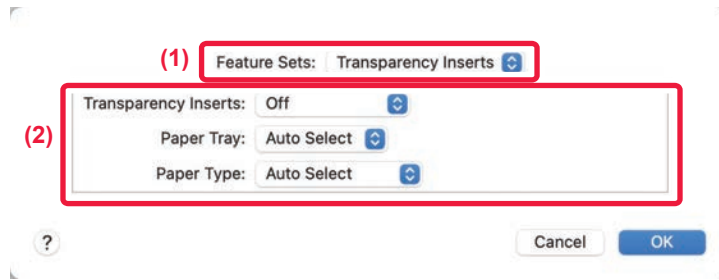 (1) Feature Sets: Transparency Inserts
Transparency Inserts: Off
(2) Paper Tray: Auto Select
Paper Type: Auto Select
? Cancel OK